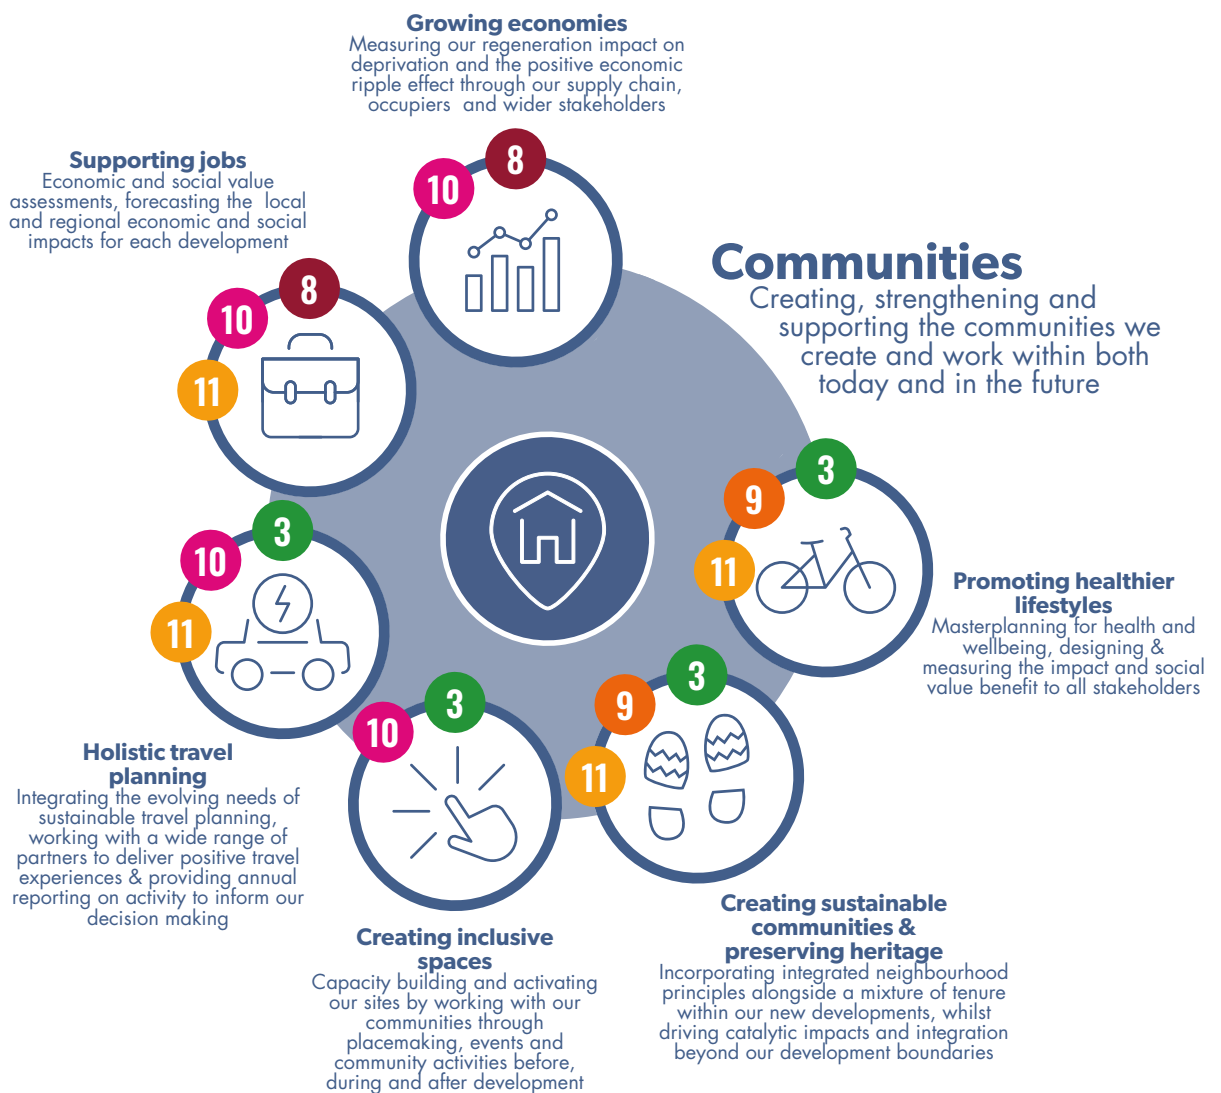 Growing economies
Measuring our regeneration impact on
deprivation and the positive economic
ripple effect through our supply chain,
occupiers and wider stakeholders
8
10
Supporting jobs
Economic and social value
assessments, forecasting the local
and regional economic and social
impacts for each development
8
10
11
Communities
Creating, strengthening and
supporting the communities we
create and work within both
today and in the future
3
9
11
Promoting healthier
lifestyles
Masterplanning for health and
wellbeing, designing &
measuring the impact and social
value benefit to all stakeholders
3
10
11
Holistic travel
planning
Integrating the evolving needs of
sustainable travel planning,
working with a wide range of
partners to deliver positive travel
experiences & providing annual
reporting on activity to inform our
decision making
3
10
Creating inclusive
spaces
Capacity building and activating
our sites by working with our
communities through
placemaking, events and
community activities before,
during and after development
3
9
11
Creating sustainable
communities &
preserving heritage
Incorporating integrated neighbourhood
principles alongside a mixture of tenure
within our new developments, whilst
driving catalytic impacts and integration
beyond our development boundaries